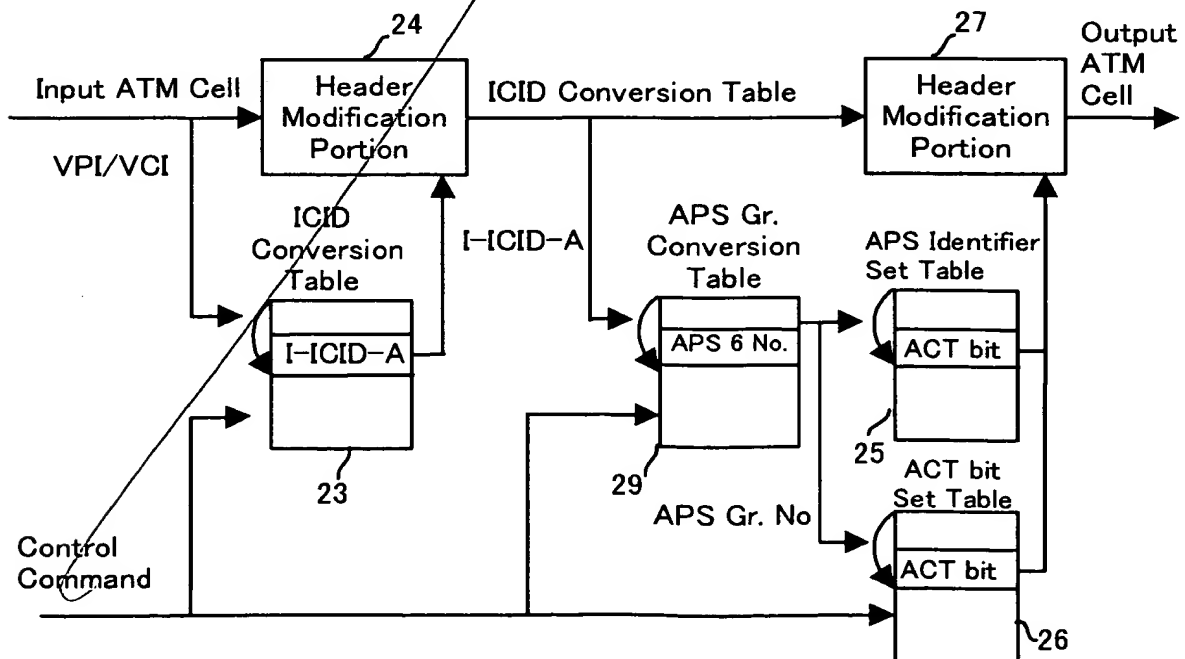 24
27
Output
ATM
Cell
Input ATM Cell
Header
Modification
Portion
ICID Conversion Table
Header
Modification
Portion
VPI/VCI
ICID
Conversion
Table
I-ICID-A
APS Gr.
Conversion
Table
APS Identifier
Set Table
I-ICID-A
APS 6 No.
ACT bit
23
29
25
APS Gr. No
ACT bit
Set Table
Control
Command
ACT bit
26